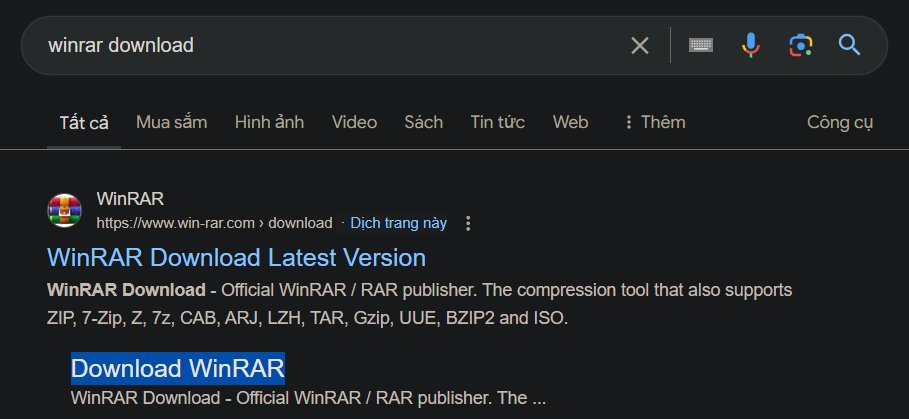 winrar download
Tất cả Mua sắm Hình ảnh Video Sách Tin tức Web Thêm Công cụ
WinRAR
https://www.win-rar.com › download · Dịch trang này
WinRAR Download Latest Version
WinRAR Download - Official WinRAR / RAR publisher. The compression tool that also supports
ZIP, 7-Zip, Z, 7z, CAB, ARJ, LZH, TAR, Gzip, UUE, BZIP2 and ISO.
Download WinRAR
WinRAR Download - Official WinRAR / RAR publisher. The ...